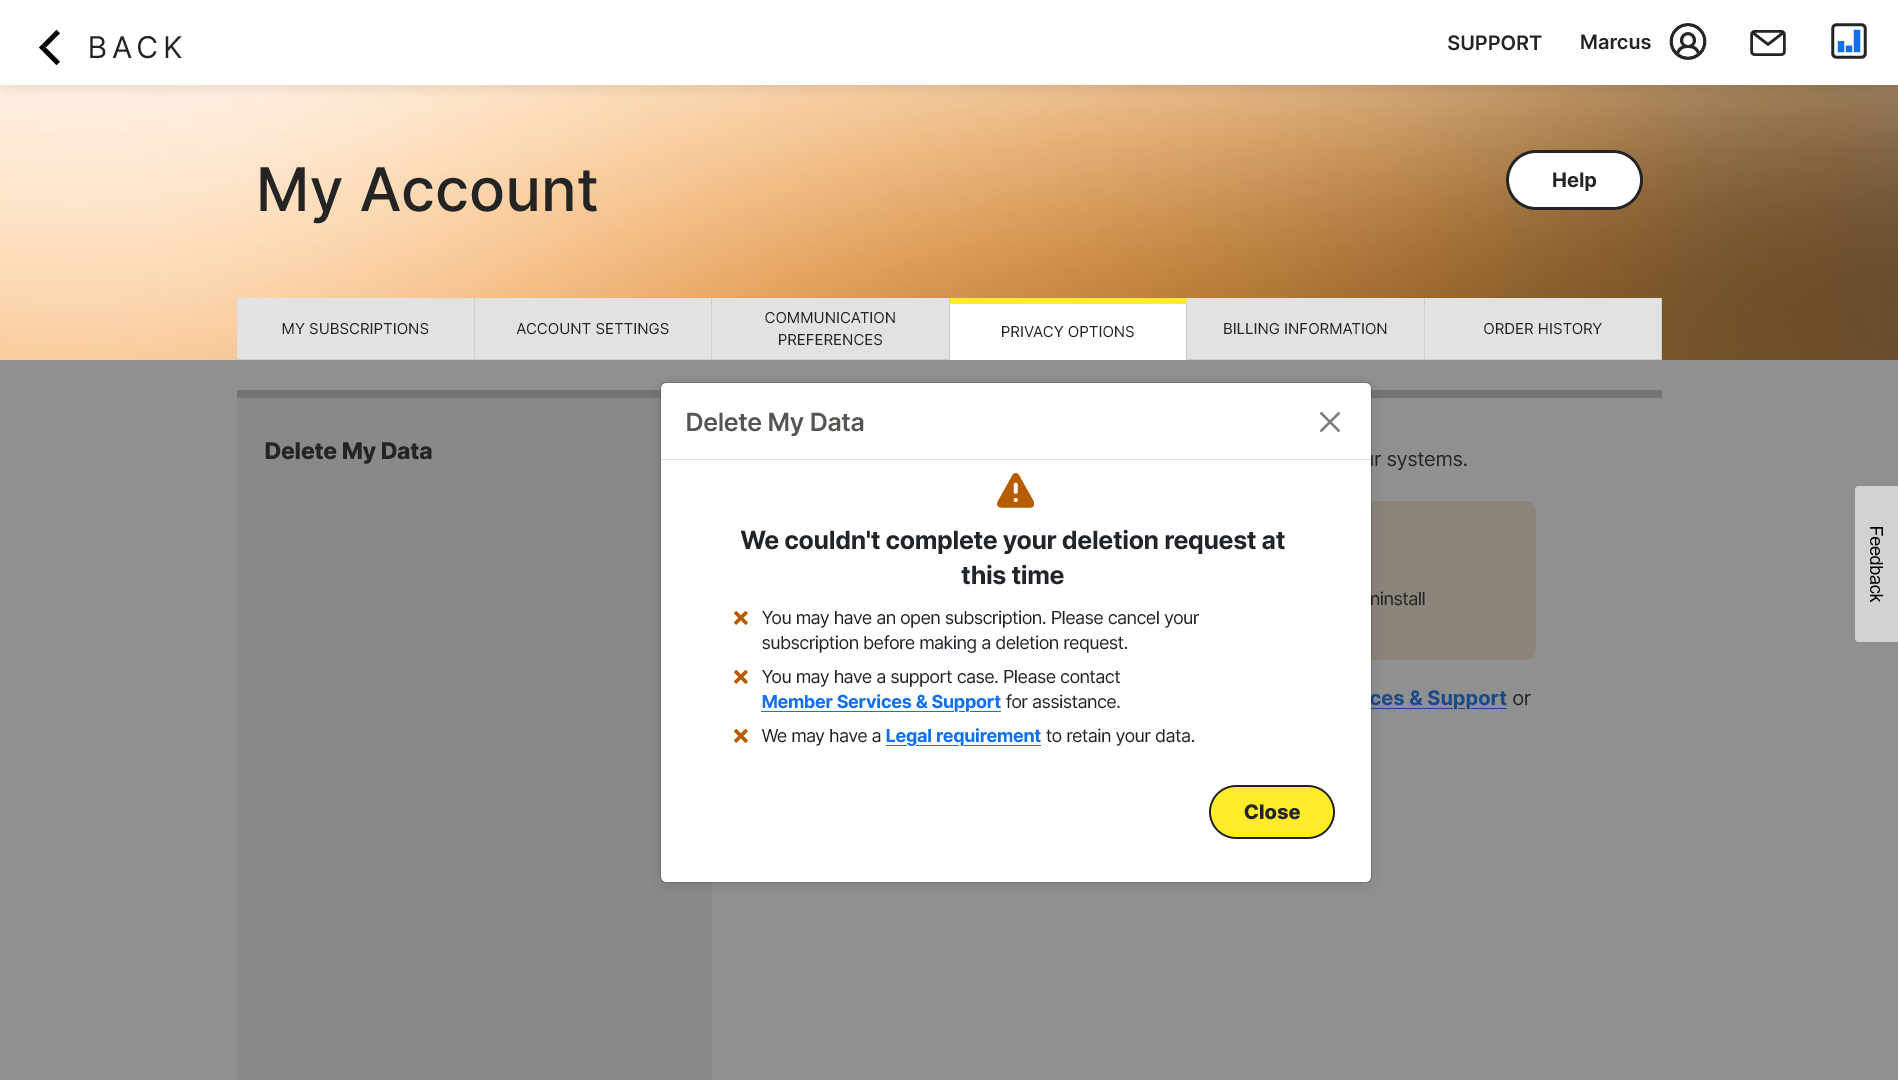 BACK
SUPPORT
Marcus
My Account
Help
MY SUBSCRIPTIONS
ACCOUNT SETTINGS
COMMUNICATION
PREFERENCES
PRIVACY OPTIONS
BILLING INFORMATION
ORDER HISTORY
Delete My Data
Delete My Data
We couldn't complete your deletion request at
this time
You may have an open subscription. Please cancel your
subscription before making a deletion request.
You may have a support case. Please contact
Member Services & Support for assistance.
We may have a Legal requirement to retain your data.
Close
systems.
& Support or
Feedback